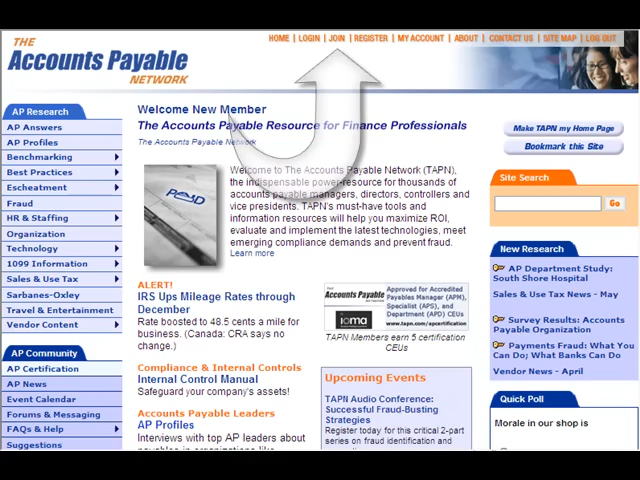 HOME | LOGIN | JOIN | REGISTER | MY ACCOUNT | ABOUT | CONTACT US | SITE MAP | LOG OUT
THE
Accounts Payable
NETWORK
AP Research
AP Answers
AP Profiles
Benchmarking
Best Practices
Escheatment
Fraud
HR & Staffing
Organization
Technology
1099 Information
Sales & Use Tax
Sarbanes-Oxley
Travel & Entertainment
Vendor Content
AP Community
AP Certification
AP News
Event Calendar
Forums & Messaging
FAQs & Help
Suggestions
Welcome New Member
The Accounts Payable Resource for Finance Professionals
The Accounts Payable Network
PAID
Welcome to The Accounts Payable Network (TAPN),
the indispensable power-resource for thousands of
accounts payable managers, directors, controllers and
vice presidents. TAPN's must-have tools and
information resources will help you maximize ROI,
evaluate and implement the latest technologies, meet
emerging compliance demands and prevent fraud.
Learn more
ALERT!
IRS Ups Mileage Rates through
December
Rate boosted to 48.5 cents a mile for
business. (Canada: CRA says no
change.)
Compliance & Internal Controls
Internal Control Manual
Safeguard your company's assets!
Accounts Payable Leaders
AP Profiles
Interviews with top AP leaders about
payables in organizations like
THE
Accounts Payable
NETWORK
ioma
Approved for Accredited
Payables Manager (APM),
Specialist (APS), and
Department (APD) CEUs
www.tapn.com/apcertification
TAPN Members earn 5 certification
CEUs
Upcoming Events
TAPN Audio Conference:
Successful Fraud-Busting
Strategies
Register today for this critical 2-part
series on fraud identification and
Make TAPN my Home Page
Bookmark this Site
Site Search
Go
New Research
AP Department Study:
South Shore Hospital
Sales & Use Tax News - May
Survey Results: Accounts
Payable Organization
Payments Fraud: What You
Can Do; What Banks Can Do
Vendor News - April
Quick Poll
Morale in our shop is